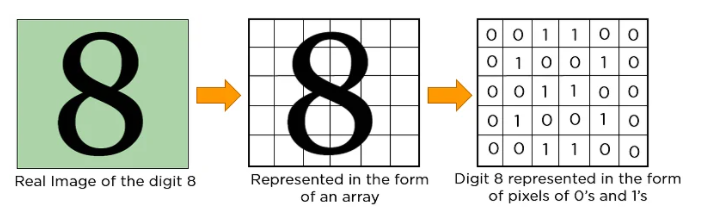 8
8
0 0 1 1 0 0
0 1 0 0 1 0
0 0 1 1 0 0
0 1 0 0 1 0
0 0 1 1 0 0
Real Image of the digit 8
Represented in the form
of an array
Digit 8 represented in the form
of pixels of 0's and 1's